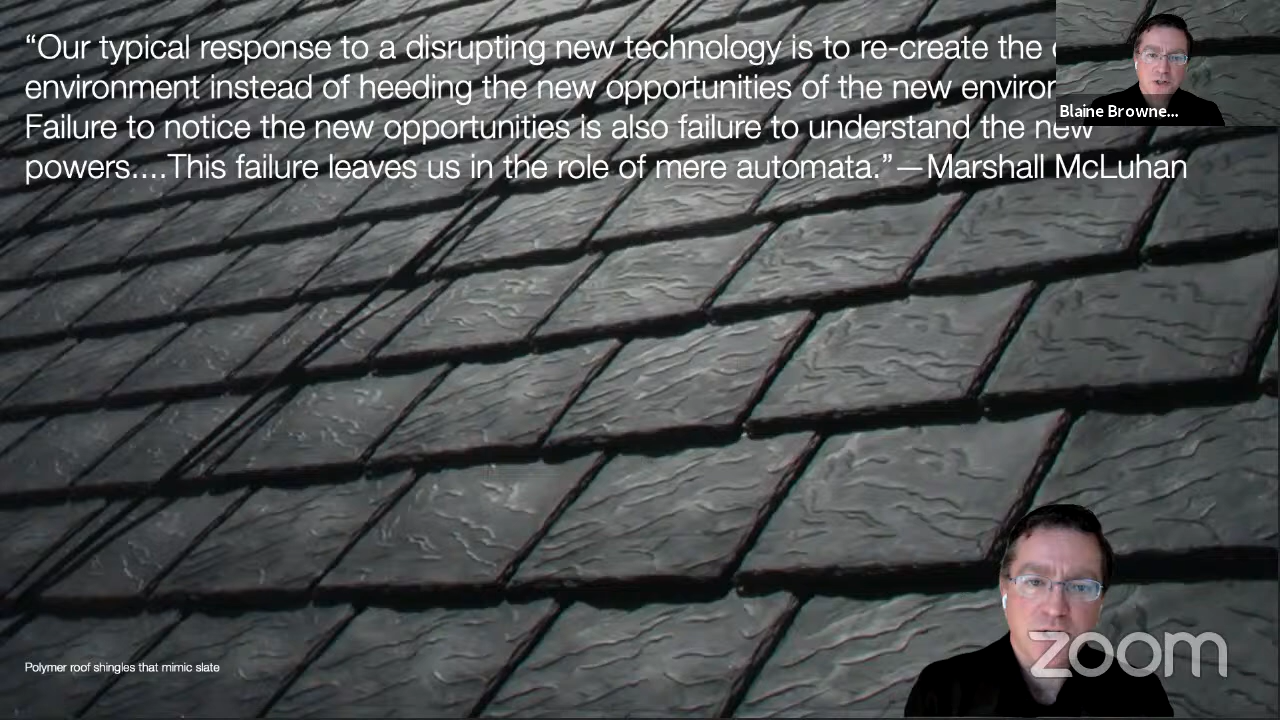 “Our typical response to a disrupting new technology is to re-create the
environment instead of heeding the new opportunities of the new
Failure to notice the new opportunities is also failure to understand the new
powers....This failure leaves us in the role of mere automata.”—Marshall McLuhan
Blaine Browne...
zoom
Polymer roof shingles that mimic slate